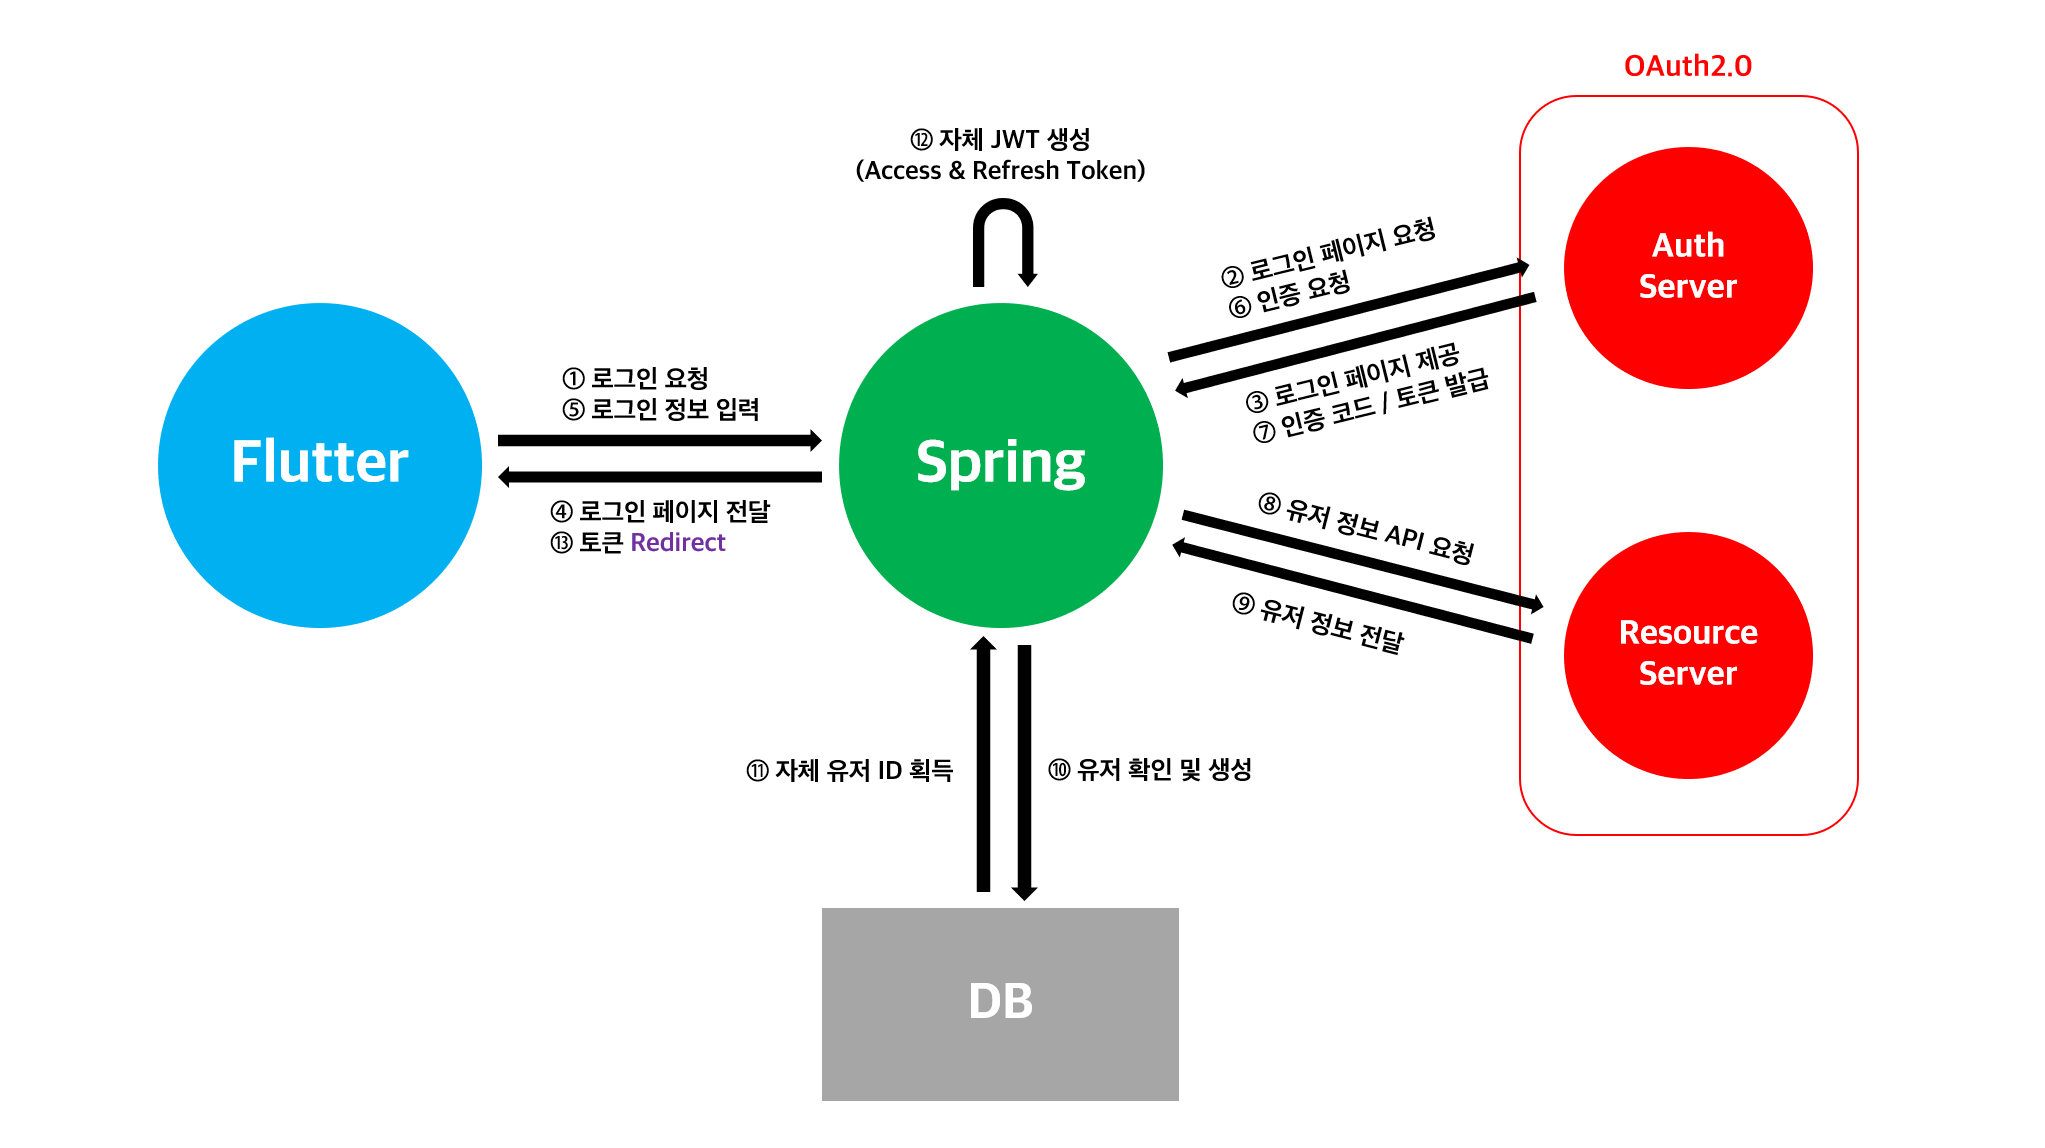 OAuth2.0
⑫ 자체 JWT 생성
(Access & Refresh Token)
Auth
Server
② 로그인 페이지 요청
⑥ 인증 요청
③ 로그인 페이지 제공
⑦ 인증 코드 / 토큰 발급
① 로그인 요청
⑤ 로그인 정보 입력
Flutter
Spring
④ 로그인 페이지 전달
⑬ 토큰 Redirect
⑧ 유저 정보 API 요청
⑨ 유저 정보 전달
Resource
Server
⑪ 자체 유저 ID 획득
⑩ 유저 확인 및 생성
DB